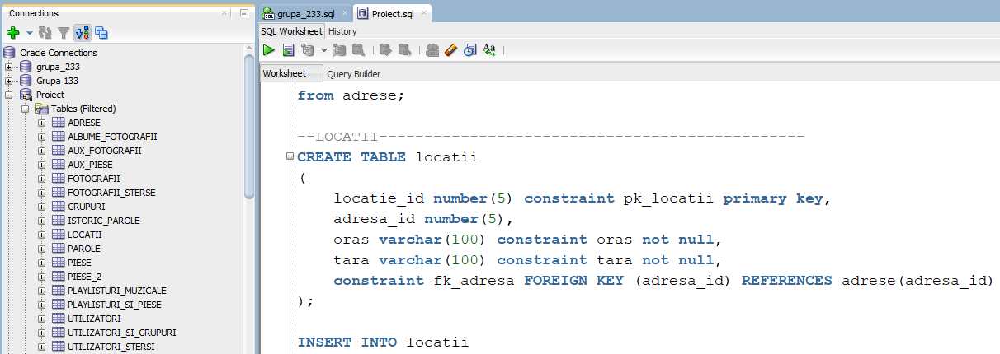 Connections
Oracle Connections
grupa_233
Grupa 133
Proiect
Tables (Filtered)
ADRESE
ALBUME_FOTOGRAFII
AUX_FOTOGRAFII
AUX_PIESE
FOTOGRAFII
FOTOGRAFII_STERSE
GRUPURI
ISTORIC_PAROLE
LOCATII
PAROLE
PIESE
PIESE_2
PLAYLISTURI_MUZICALE
PLAYLISTURI_SI_PIESE
UTILIZATORI
UTILIZATORI_SI_GRUPURI
UTILIZATORI_STERSI
SQL grupa_233.sql Proiect.sql
SQL Worksheet History
Aa
Worksheet Query Builder
from adrese;
--LOCATII-----------------------------------------------
CREATE TABLE locatii
(
locatie_id number(5) constraint pk_locatii primary key,
adresa_id number(5),
oras varchar(100) constraint oras not null,
tara varchar(100) constraint tara not null,
constraint fk_adresa FOREIGN KEY (adresa_id) REFERENCES adrese(adresa_id)
);
INSERT INTO locatii